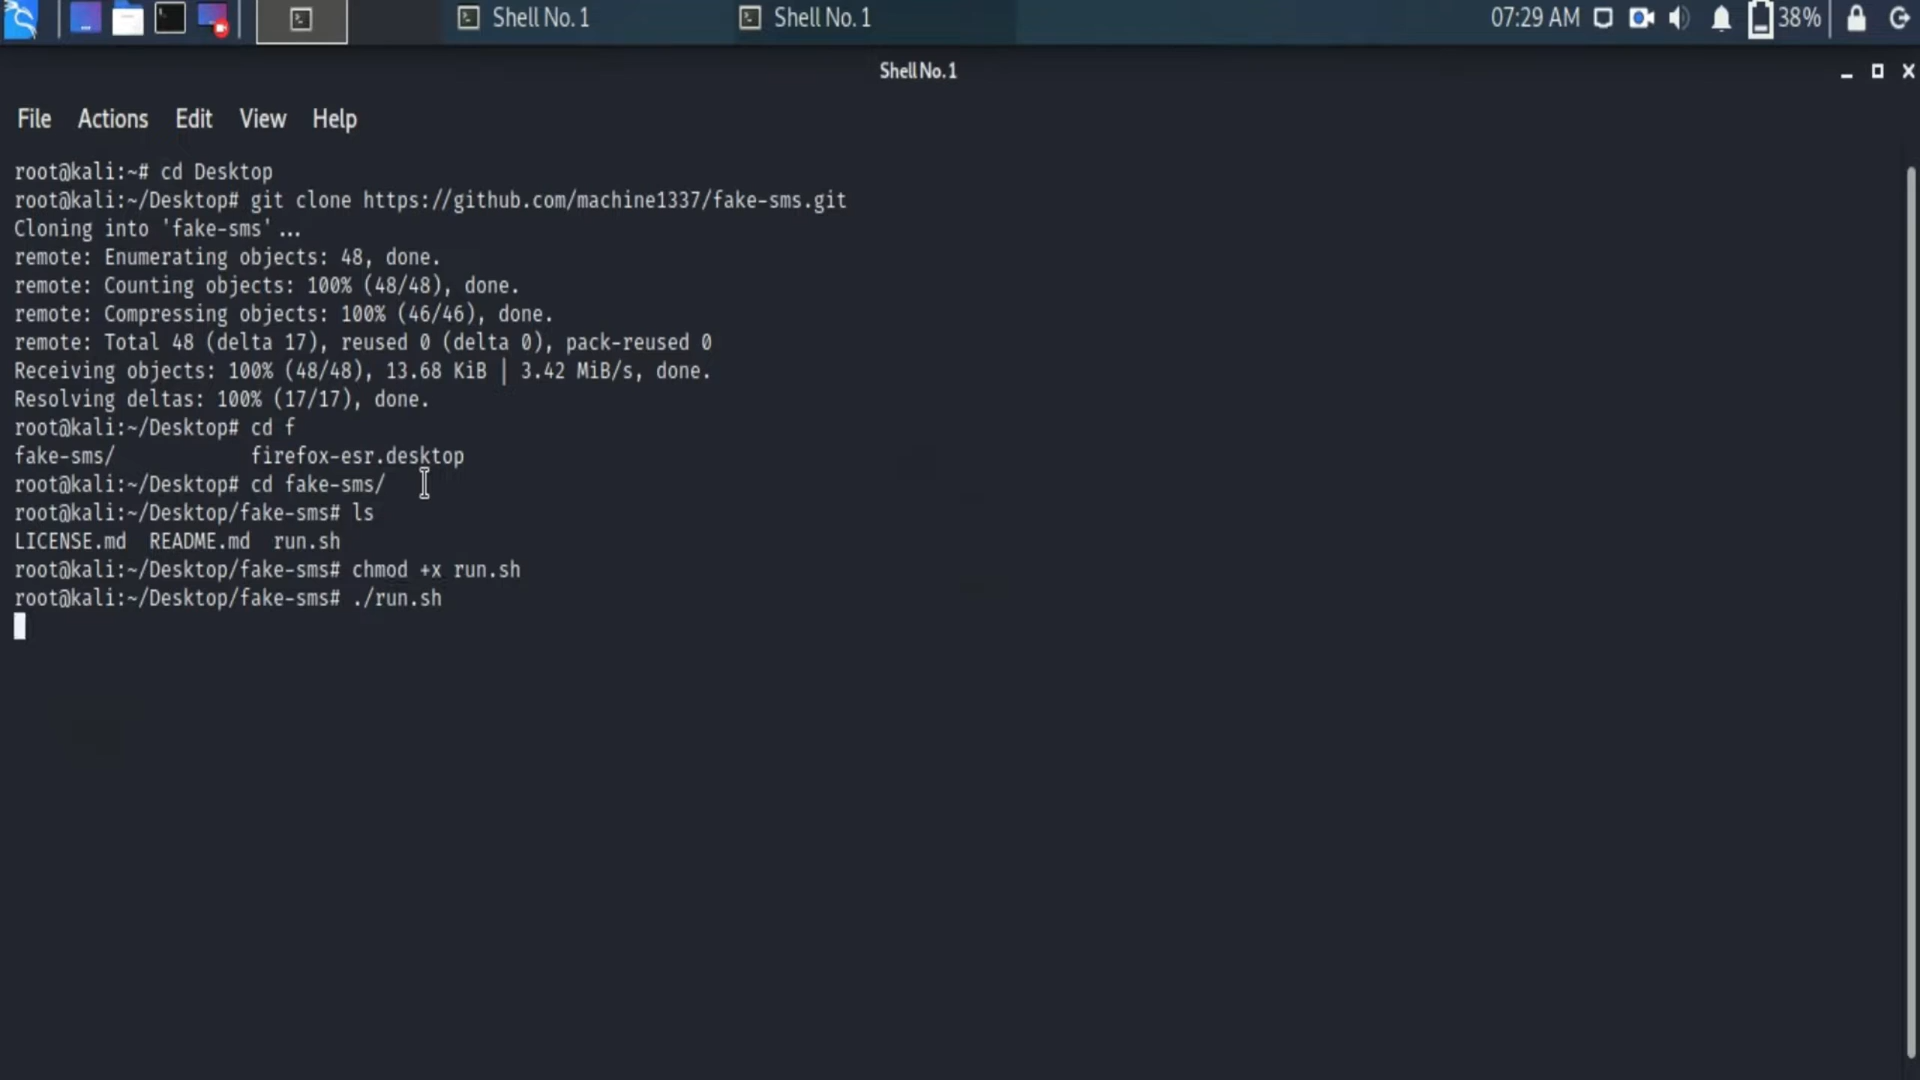 Shell No. 1
Shell No. 1
07:29 AM
38%
Shell No. 1
File Actions Edit View Help
root@kali:~# cd Desktop
root@kali:~/Desktop# git clone https://github.com/machine1337/fake-sms.git
Cloning into 'fake-sms'...
remote: Enumerating objects: 48, done.
remote: Counting objects: 100% (48/48), done.
remote: Compressing objects: 100% (46/46), done.
remote: Total 48 (delta 17), reused 0 (delta 0), pack-reused 0
Receiving objects: 100% (48/48), 13.68 KiB | 3.42 MiB/s, done.
Resolving deltas: 100% (17/17), done.
root@kali:~/Desktop# cd f
fake-sms/ firefox-esr.desktop
root@kali:~/Desktop# cd fake-sms/
root@kali:~/Desktop/fake-sms# ls
LICENSE.md README.md run.sh
root@kali:~/Desktop/fake-sms# chmod +x run.sh
root@kali:~/Desktop/fake-sms# ./run.sh